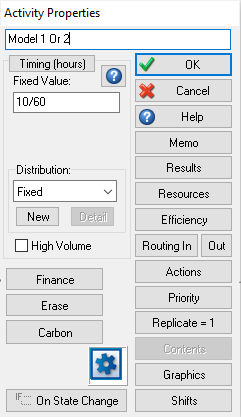 Activity Properties
Model 1 Or 2
Timing (hours)
Fixed Value:
10/60
Distribution:
Fixed
New
Detail
High Volume
Finance
Erase
Carbon
IF
On State Change
OK
Cancel
Help
Memo
Results
Resources
Efficiency
Routing In
Out
Actions
Priority
Replicate = 1
Contents
Graphics
Shifts